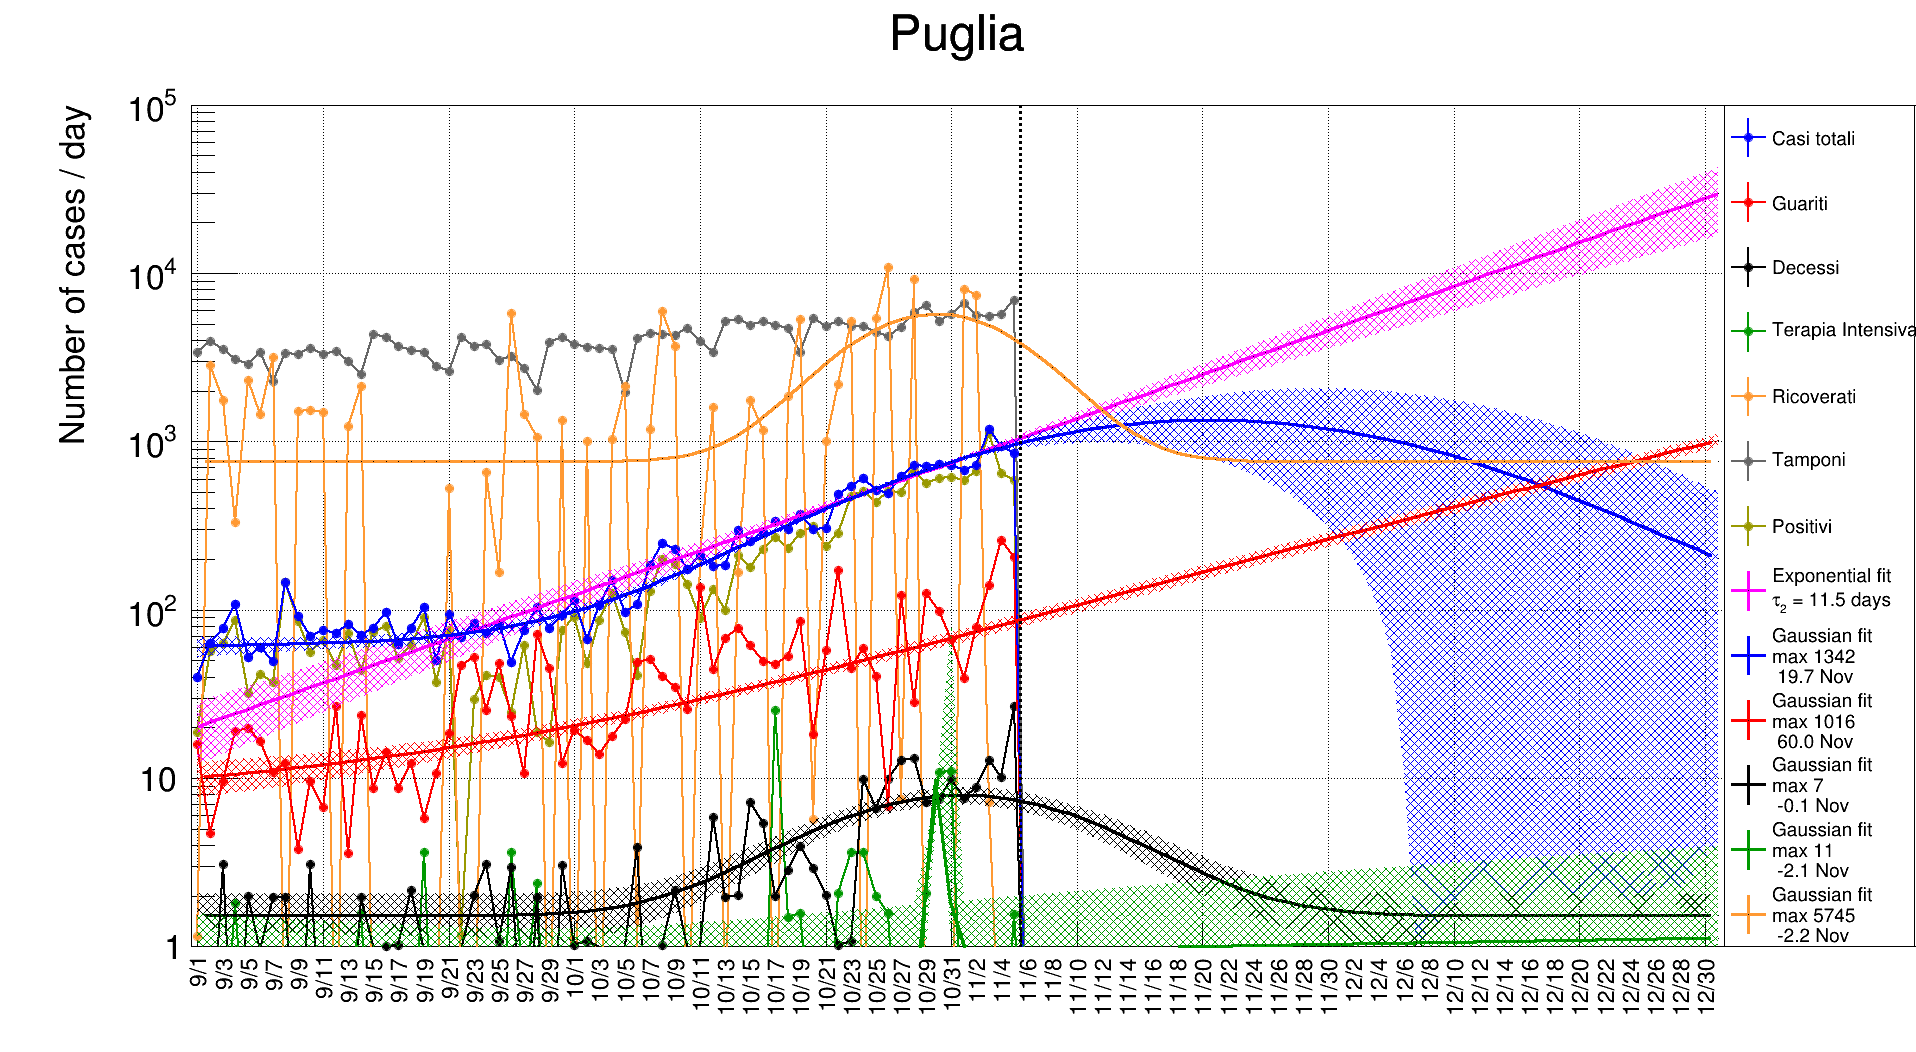 Puglia
Number of cases / day
10^5
10^4
10^3
10^2
10
1
9/1 9/3 9/5 9/7 9/9 9/11 9/13 9/15 9/17 9/19 9/21 9/23 9/25 9/27 9/29 10/1 10/3 10/5 10/7 10/9 10/11 10/13 10/15 10/17 10/19 10/21 10/23 10/25 10/27 10/29 10/31 11/2 11/4 11/6 11/8 11/10 11/12 11/14 11/16 11/18 11/20 11/22 11/24 11/26 11/28 11/30 12/2 12/4 12/6 12/8 12/10 12/12 12/14 12/16 12/18 12/20 12/22 12/24 12/26 12/28 12/30
Casi totali
Guariti
Decessi
Terapia Intensiva
Ricoverati
Tamponi
Positivi
Exponential fit
τ2 = 11.5 days
Gaussian fit
max 1342
19.7 Nov
Gaussian fit
max 1016
60.0 Nov
Gaussian fit
max 7
-0.1 Nov
Gaussian fit
max 11
-2.1 Nov
Gaussian fit
max 5745
-2.2 Nov